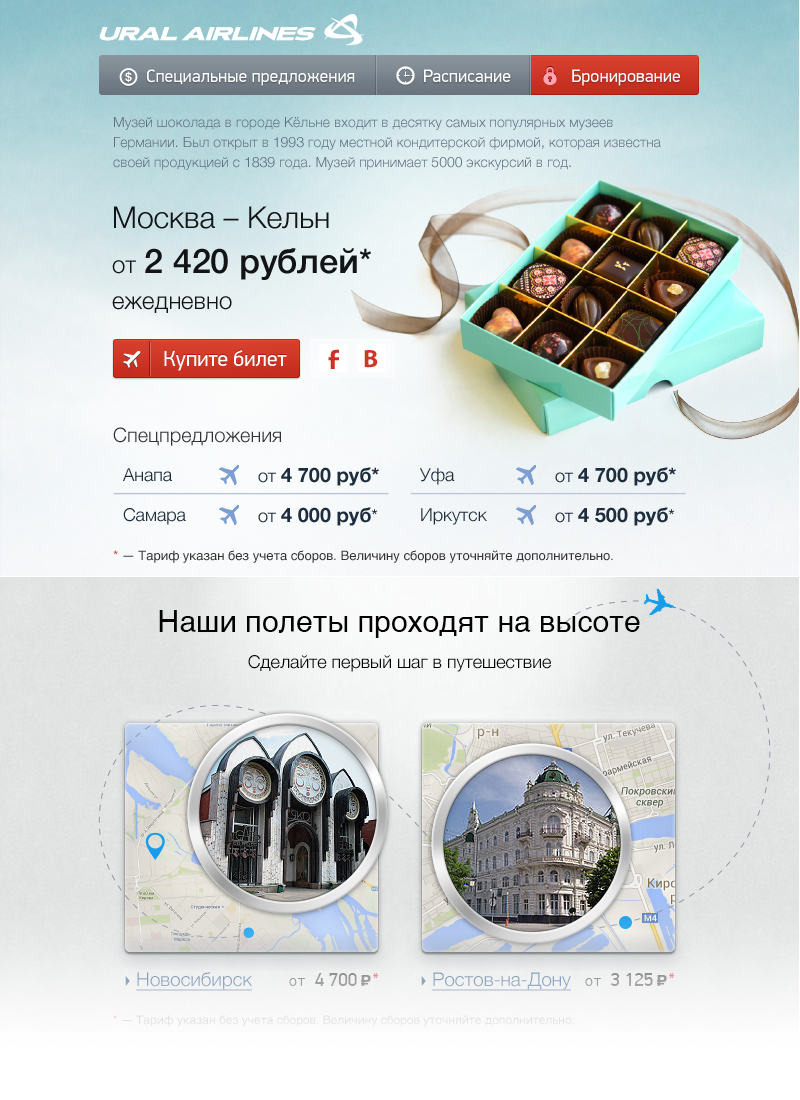 URAL AIRLINES
Специальные предложения
Расписание
Бронирование
Музей шоколада в городе Кёльне входит в десятку самых популярных музеев
Германии. Был открыт в 1993 году местной кондитерской фирмой, которая известна
своей продукцией с 1839 года. Музей принимает 5000 экскурсий в год.
Москва – Кельн
от 2 420 рублей*
ежедневно
Купите билет
f B
Спецпредложения
Анапа от 4 700 руб*
Уфа от 4 700 руб*
Самара от 4 000 руб*
Иркутск от 4 500 руб*
* — Тариф указан без учета сборов. Величину сборов уточняйте дополнительно.
Наши полеты проходят на высоте
Сделайте первый шаг в путешествие
р-н
ул. Текучева
Покровский
сквер
ул. Л
Киро
М4
Студенческая
Новосибирск от 4 700 ₽*
Ростов-на-Дону от 3 125 ₽*
* — Тариф указан без учета сборов. Величину сборов уточняйте дополнительно.